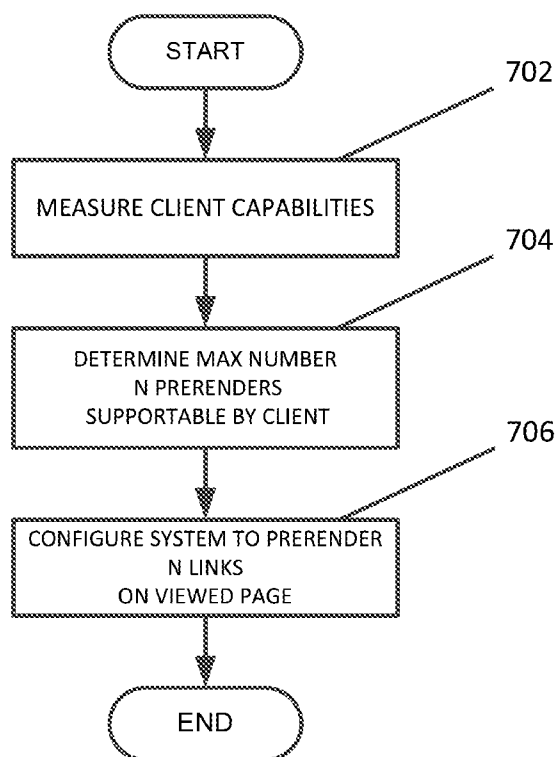 START
702
MEASURE CLIENT CAPABILITIES
704
DETERMINE MAX NUMBER
N PRERENDERS
SUPPORTABLE BY CLIENT
706
CONFIGURE SYSTEM TO PRERENDER
N LINKS
ON VIEWED PAGE
END